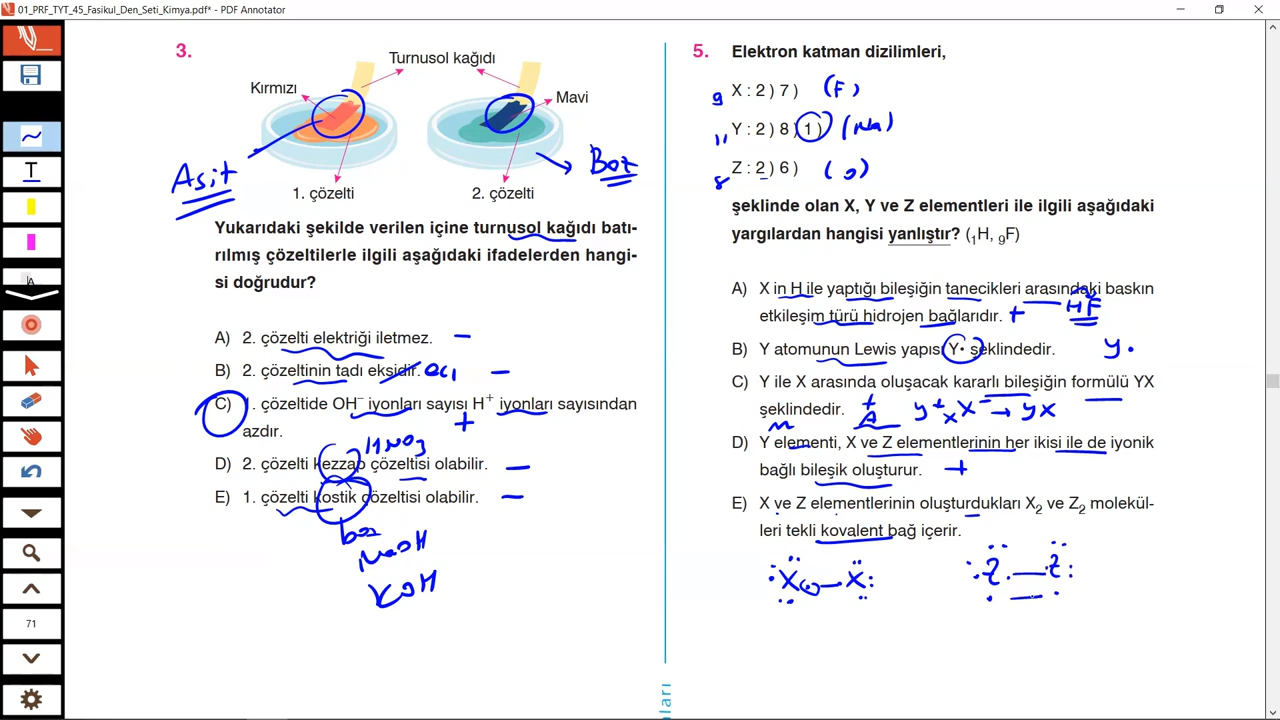 01_PRF_TYT_45_Fasikul_Den_Seti_Kimya.pdf* - PDF Annotator
T
A
71
3.
Turnusol kağıdı
Kırmızı
Mavi
Asit
Baz
1. çözelti
2. çözelti
Yukarıdaki şekilde verilen içine turnusol kağıdı batı-
rılmış çözeltilerle ilgili aşağıdaki ifadelerden hangi-
si doğrudur?
A) 2. çözelti elektriği iletmez. –
B) 2. çözeltinin tadı ekşidir. acı –
C) 1. çözeltide OH⁻ iyonları sayısı H⁺ iyonları sayısından
azdır. +
HNO3
D) 2. çözelti kezzap çözeltisi olabilir. –
E) 1. çözelti kostik çözeltisi olabilir. –
baz
NaOH
KOH
5. Elektron katman dizilimleri,
9 X : 2 ) 7 ) (F)
11 Y : 2 ) 8 ) 1 ) (Na)
8 Z : 2 ) 6 ) (O)
şeklinde olan X, Y ve Z elementleri ile ilgili aşağıdaki
yargılardan hangisi yanlıştır? (₁H, ₉F)
A) X in H ile yaptığı bileşiğin tanecikleri arasındaki baskın
etkileşim türü hidrojen bağlarıdır. + HF
B) Y atomunun Lewis yapısı Y• şeklindedir. Y•
C) Y ile X arasında oluşacak kararlı bileşiğin formülü YX
şeklindedir. + Y⁺ X⁻ → YX
m A
D) Y elementi, X ve Z elementlerinin her ikisi ile de iyonik
bağlı bileşik oluşturur. +
E) X ve Z elementlerinin oluşturdukları X₂ ve Z₂ molekül-
leri tekli kovalent bağ içerir.
X – X Z – Z